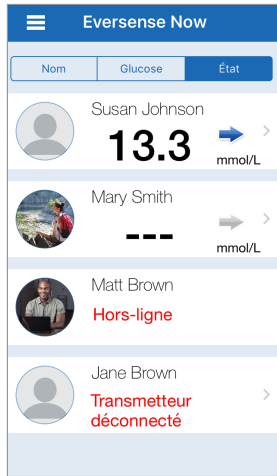 Eversense Now
Nom Glucose État
Susan Johnson
13.3
mmol/L
Mary Smith
---
mmol/L
Matt Brown
Hors-ligne
Jane Brown
Transmetteur
déconnecté